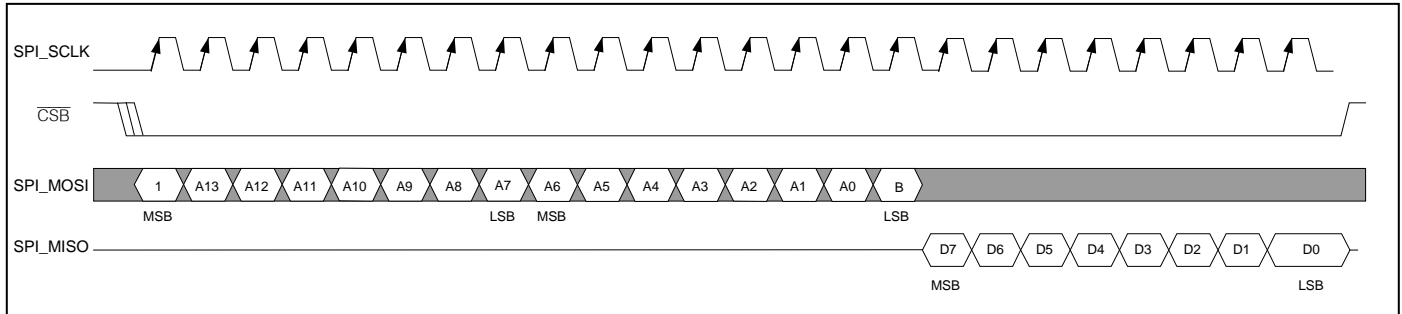 SPI_SCLK
CSB
SPI_MOSI 1 A13 A12 A11 A10 A9 A8 A7 A6 A5 A4 A3 A2 A1 A0 B
MSB LSB MSB LSB
SPI_MISO D7 D6 D5 D4 D3 D2 D1 D0
MSB LSB